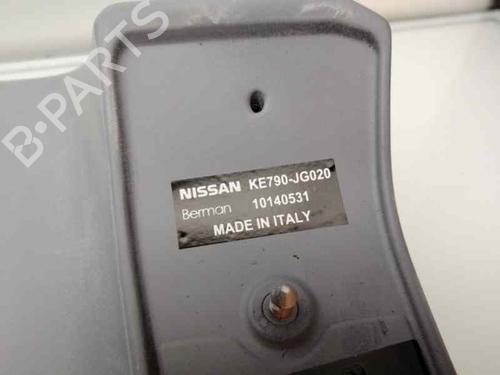 B-PARTS
NISSAN KE790-JG020
Berman 10140531
MADE IN ITALY